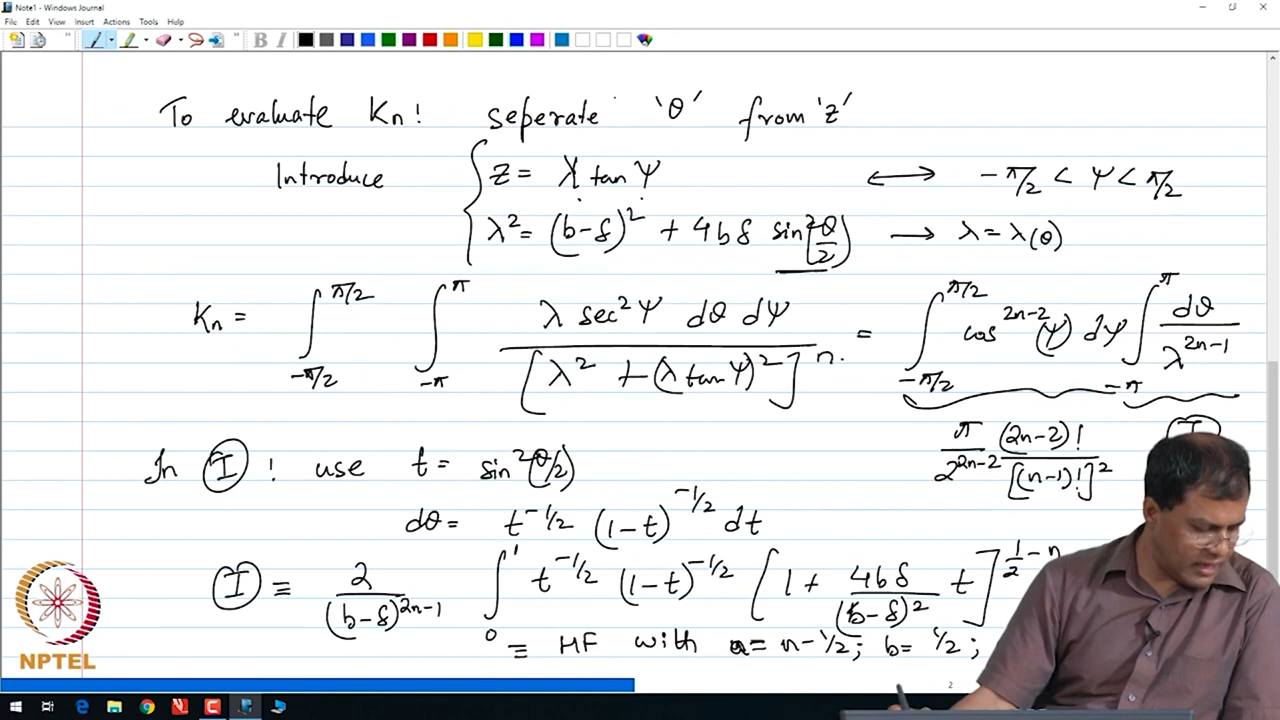 Note1 - Windows Journal
File Edit View Insert Actions Tools Help
To evaluate Kn! seperate 'θ' from 'z'
Introduce { z = λ tan ψ ⟷ -π/2 < ψ < π/2
λ² = (b-δ)² + 4bδ sin²(θ/2) → λ = λ(θ)
Kn = ∫_{-π/2}^{π/2} ∫_{-π}^{π} λ sec²ψ dθ dψ / [λ² + (λ tan ψ)²]^n = ∫_{-π/2}^{π/2} cos^{2n-2}(ψ) dψ ∫_{-π}^{π} dθ / λ^{2n-1}
π/2^{2n-2} (2n-2)!/[(n-1)!]² I
In I ! use t = sin²(θ/2)
dθ = t^{-1/2} (1-t)^{-1/2} dt
I ≡ 2/(b-δ)^{2n-1} ∫_0^1 t^{-1/2} (1-t)^{-1/2} [1 + 4bδ/(b-δ)² t]^{1/2-n}
≡ HF with a = n-1/2; b = 1/2;
NPTEL
2